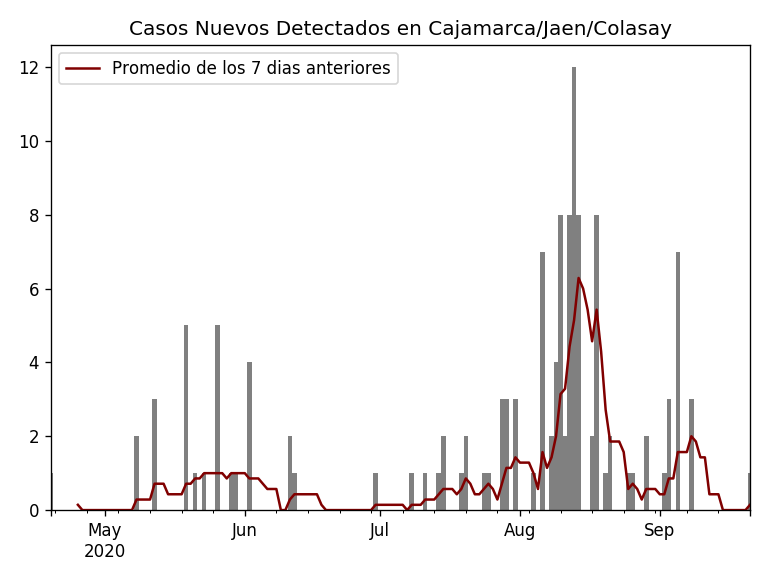 Casos Nuevos Detectados en Cajamarca/Jaen/Colasay
Promedio de los 7 dias anteriores
12
10
8
6
4
2
0
May Jun Jul Aug Sep
2020